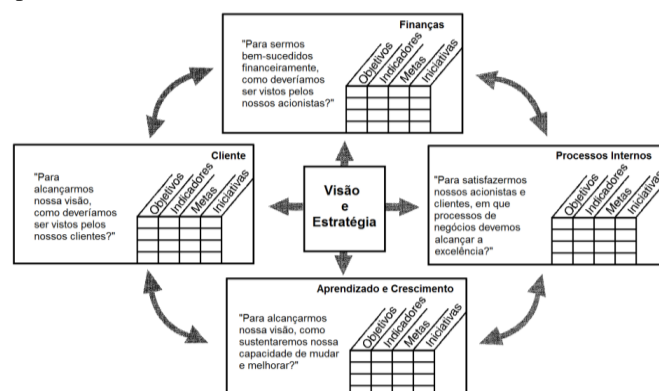 Finanças
"Para sermos
bem-sucedidos
financeiramente,
como deveríamos
ser vistos pelos
nossos acionistas?"
Objetivos
Indicadores
Metas
Iniciativas
Cliente
"Para
alcançarmos
nossa visão,
como deveríamos
ser vistos pelos
nossos clientes?"
Objetivos
Indicadores
Metas
Iniciativas
Visão
e
Estratégia
Processos Internos
"Para satisfazermos
nossos acionistas e
clientes, em que
processos de
negócios devemos
alcançar a
excelência?"
Objetivos
Indicadores
Metas
Iniciativas
Aprendizado e Crescimento
"Para alcançarmos
nossa visão, como
sustentaremos nossa
capacidade de mudar
e melhorar?"
Objetivos
Indicadores
Metas
Iniciativas